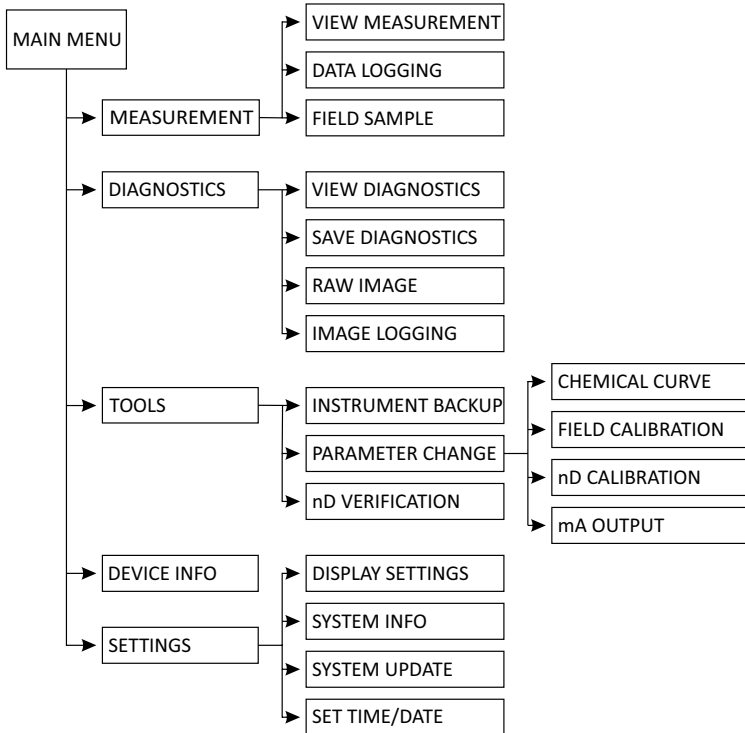 MAIN MENU
MEASUREMENT
VIEW MEASUREMENT
DATA LOGGING
FIELD SAMPLE
DIAGNOSTICS
VIEW DIAGNOSTICS
SAVE DIAGNOSTICS
RAW IMAGE
IMAGE LOGGING
TOOLS
INSTRUMENT BACKUP
PARAMETER CHANGE
CHEMICAL CURVE
FIELD CALIBRATION
nD CALIBRATION
mA OUTPUT
nD VERIFICATION
DEVICE INFO
SETTINGS
DISPLAY SETTINGS
SYSTEM INFO
SYSTEM UPDATE
SET TIME/DATE